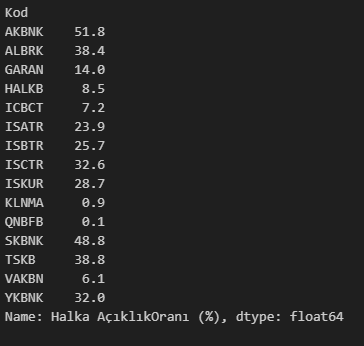 Kod
AKBNK    51.8
ALBRK    38.4
GARAN    14.0
HALKB     8.5
ICBCT     7.2
ISATR    23.9
ISBTR    25.7
ISCTR    32.6
ISKUR    28.7
KLNMA     0.9
QNBFB     0.1
SKBNK    48.8
TSKB     38.8
VAKBN     6.1
YKBNK    32.0
Name: Halka AçıklıkOranı (%), dtype: float64